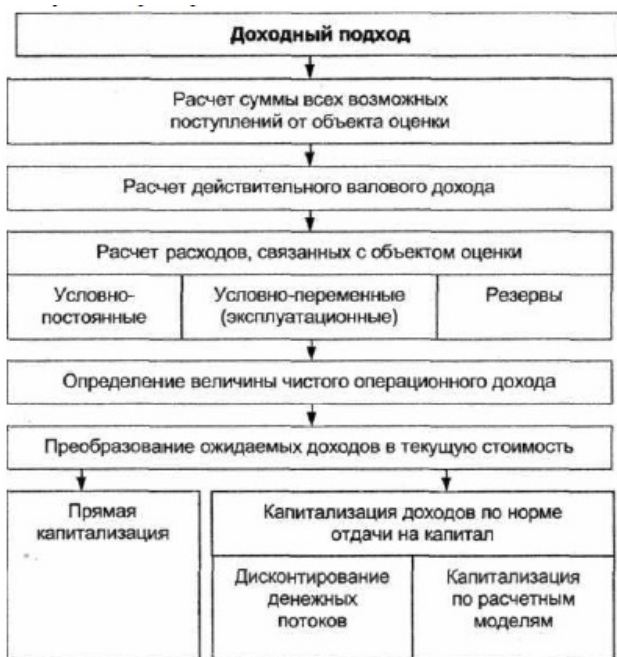 Доходный подход
Расчет суммы всех возможных
поступлений от объекта оценки
Расчет действительного валового дохода
Расчет расходов, связанных с объектом оценки
Условно-
постоянные
Условно-переменные
(эксплуатационные)
Резервы
Определение величины чистого операционного дохода
Преобразование ожидаемых доходов в текущую стоимость
Прямая
капитализация
Капитализация доходов по норме
отдачи на капитал
Дисконтирование
денежных
потоков
Капитализация
по расчетным
моделям